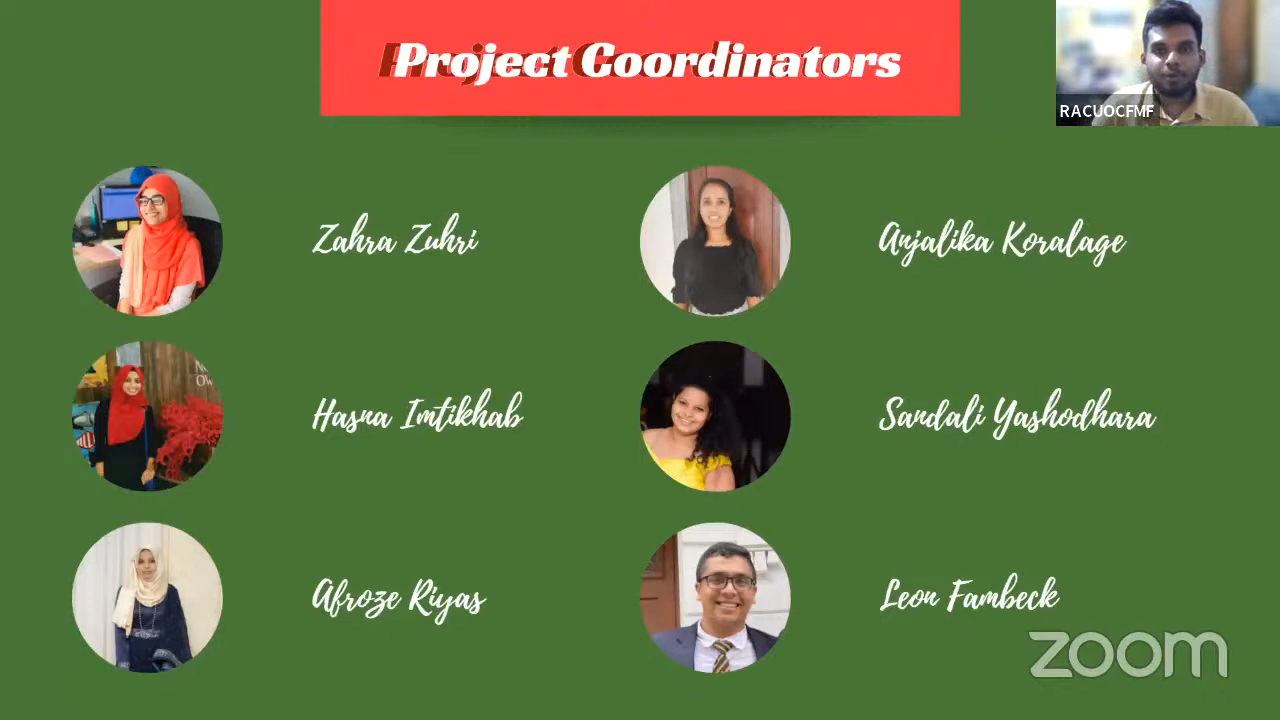 Project Coordinators
RACUOCFMF
Zahra Zuhri
Anjalika Koralage
Hasna Imtikhab
Sandali Yashodhara
Afroze Riyas
Leon Fambeck
zoom